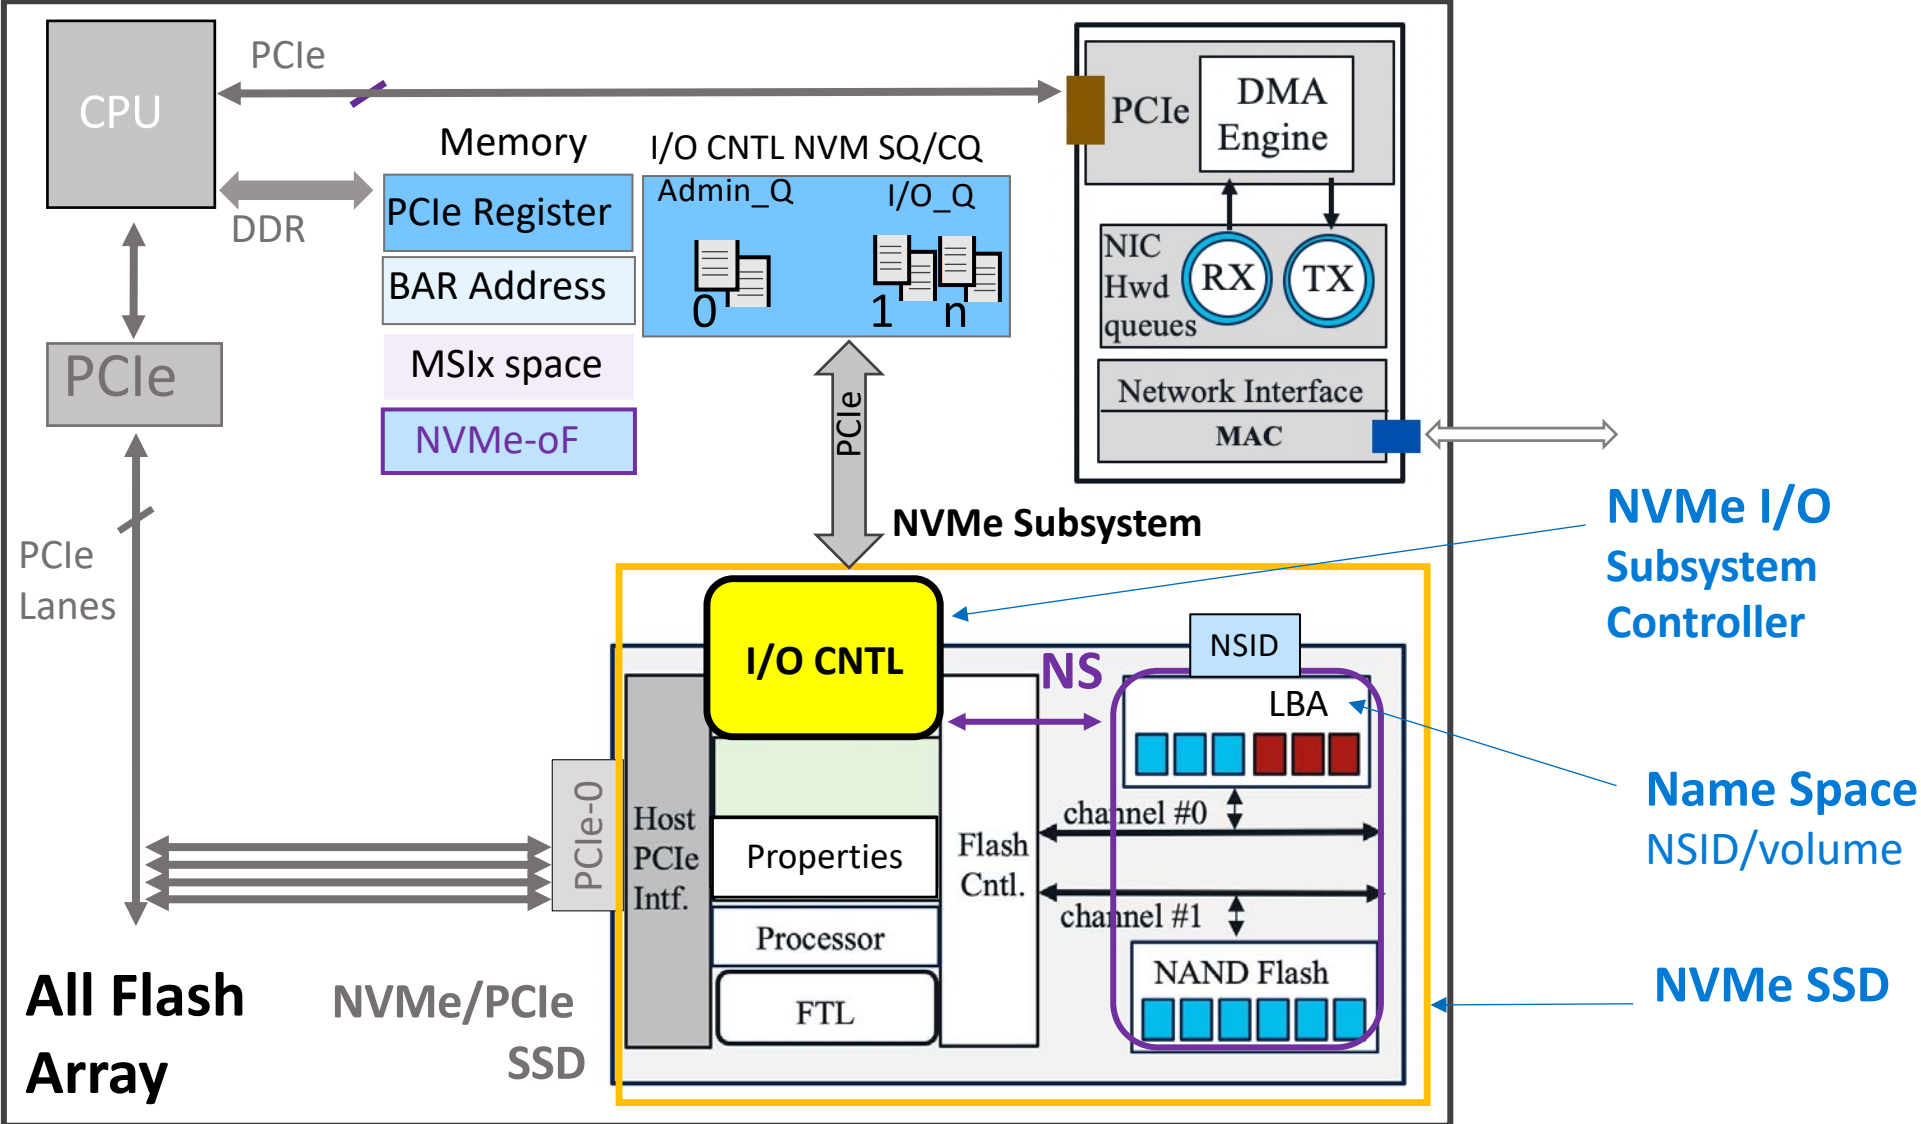 CPU
PCIe
DDR
Memory
PCIe Register
BAR Address
MSIx space
NVMe-oF
I/O CNTL NVM SQ/CQ
Admin_Q
I/O_Q
0
1
n
PCIe
DMA
Engine
NIC
Hwd
queues
RX
TX
Network Interface
MAC
PCIe
PCIe
Lanes
PCIe
NVMe Subsystem
NVMe I/O
Subsystem
Controller
I/O CNTL
NS
NSID
LBA
Name Space
NSID/volume
PCIe-0
Host
PCIe
Intf.
Properties
Processor
FTL
Flash
Cntl.
channel #0
channel #1
NAND Flash
NVMe SSD
All Flash
Array
NVMe/PCIe
SSD